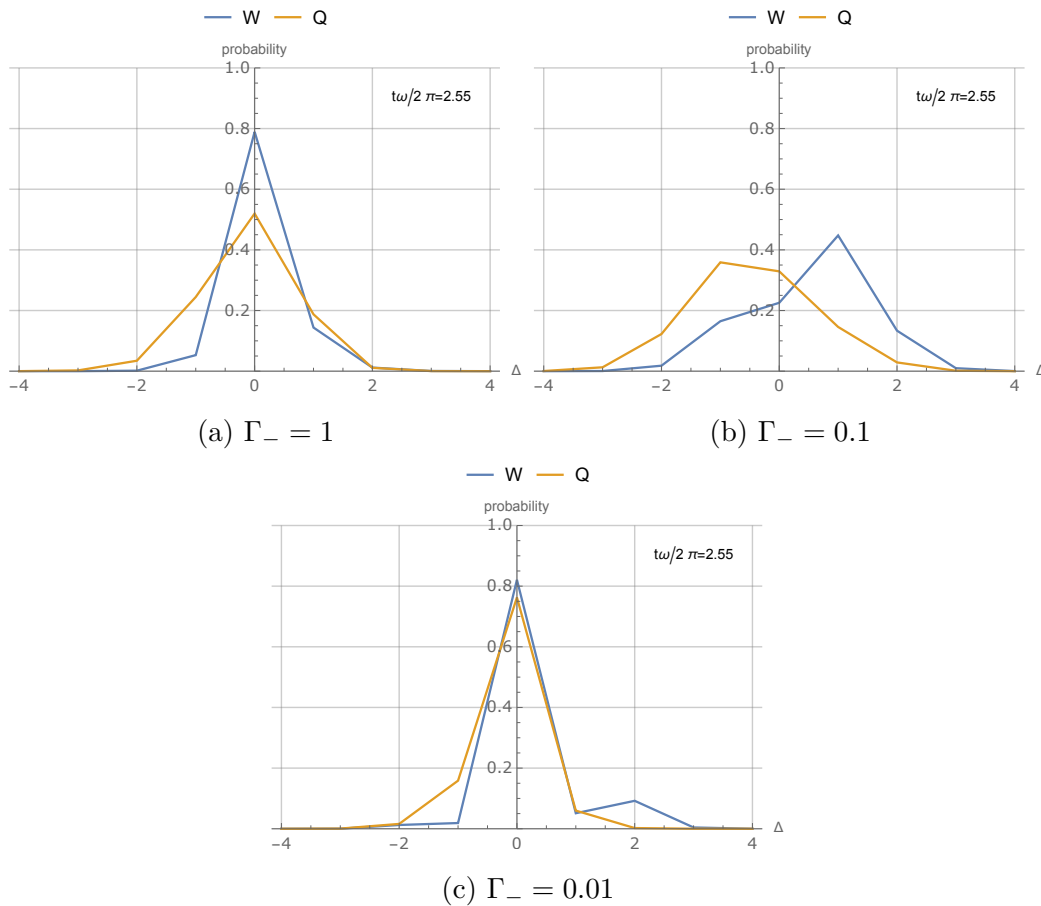 W Q
probability
1.0
tω/2 π=2.55
0.8
0.6
0.4
0.2
Δ
−4 −2 0 2 4
(a) Γ− = 1
W Q
probability
1.0
tω/2 π=2.55
0.8
0.6
0.4
0.2
−4 −2 0 2 4
(b) Γ− = 0.1
W Q
probability
1.0
tω/2 π=2.55
0.8
0.6
0.4
0.2
Δ
−4 −2 0 2 4
(c) Γ− = 0.01